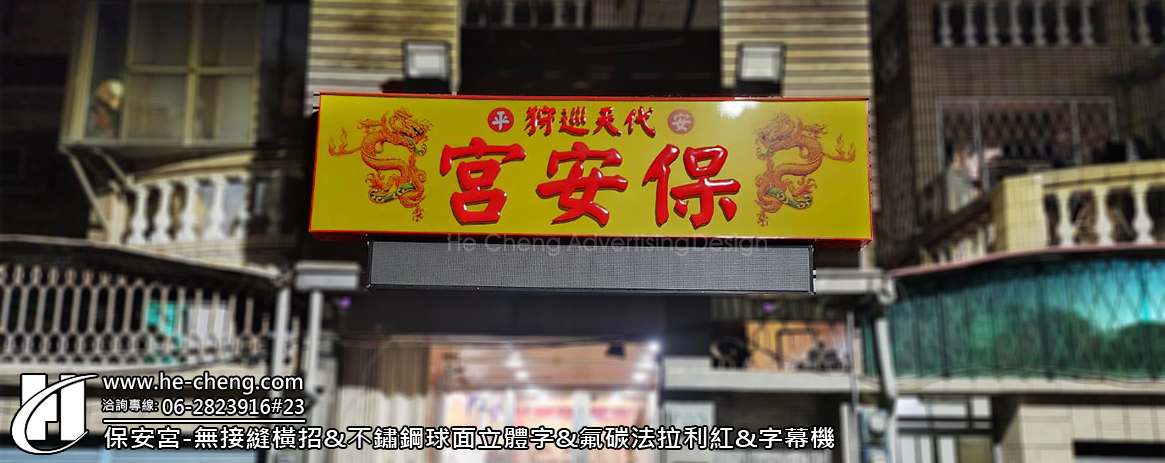 安 代天巡狩 平
保安宮
He Cheng AdvertisingDesign
www.he-cheng.com
洽詢專線: 06-2823916#23
保安宮-無接縫橫招&不鏽鋼球面立體字&氟碳法拉利紅&字幕機